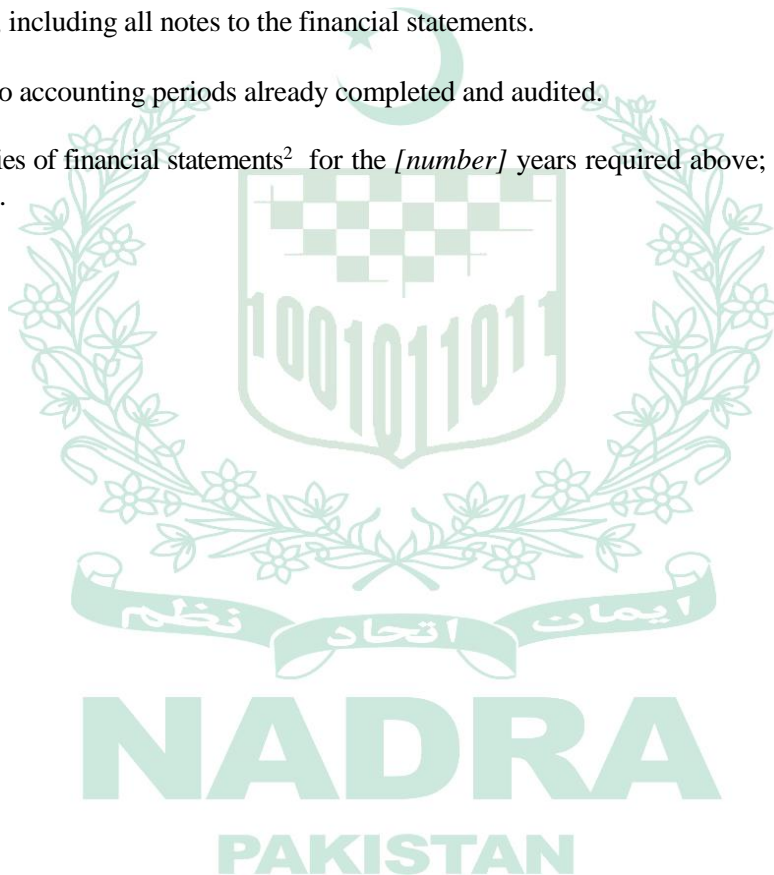 including all notes to the financial statements.
o accounting periods already completed and audited.
ies of financial statements2 for the [number] years required above;
.
1001011011
ایمان اتحاد نظم
NADRA
PAKISTAN